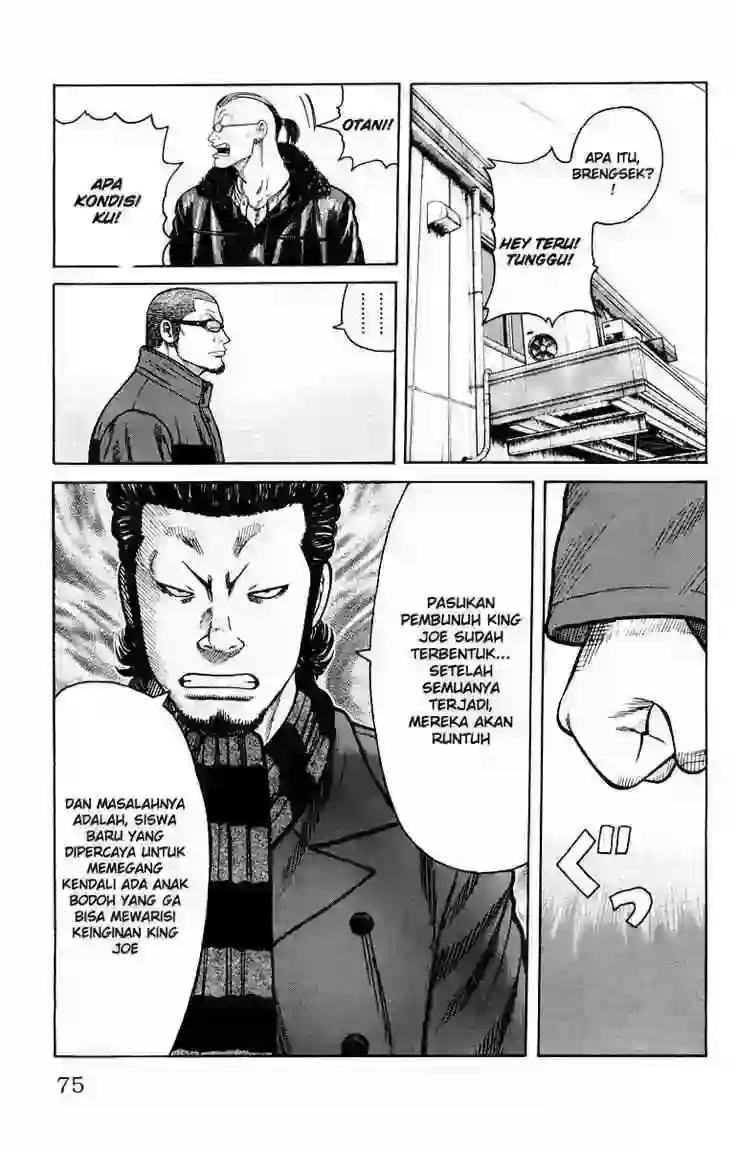 APA ITU,
BRENGSEK?
!
HEY TERU!
TUNGGU!
OTANI!!
APA
KONDISI
KU!
グッ
PASUKAN
PEMBUNUH KING
JOE SUDAH
TERBENTUK...
SETELAH
SEMUANYA
TERJADI,
MEREKA AKAN
RUNTUH
DAN MASALAHNYA
ADALAH, SISWA
BARU YANG
DIPERCAYA UNTUK
MEMEGANG
KENDALI ADA ANAK
BODOH YANG GA
BISA MEWARISI
KEINGINAN KING
JOE
75